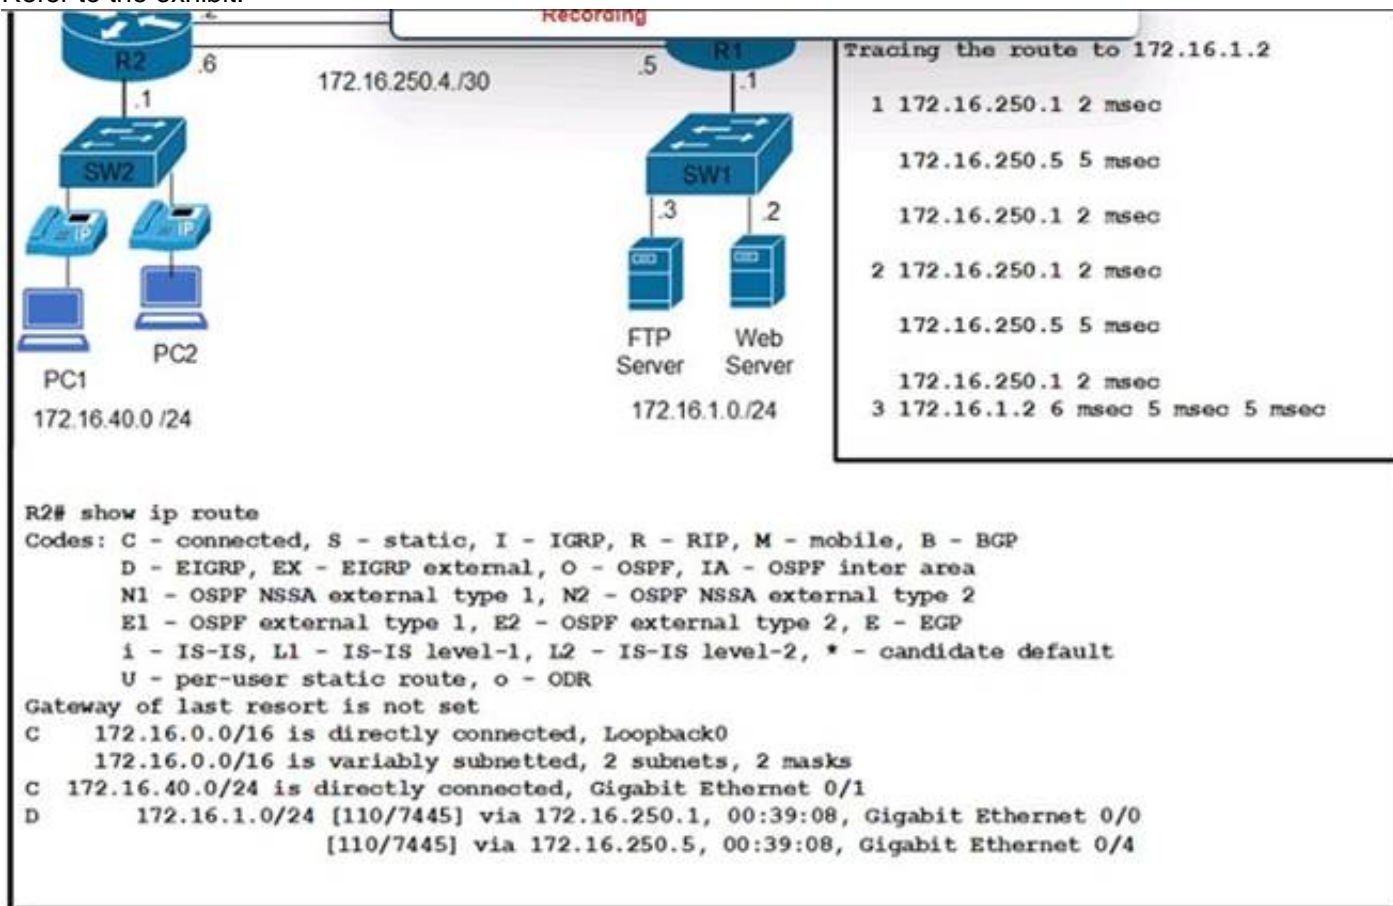 Refer to the exhibit.
Recording
R2
.6
172.16.250.4./30
.5
R1
.1
.1
SW2
SW1
.3
.2
IP
IP
PC1
PC2
172.16.40.0 /24
FTP
Server
Web
Server
172.16.1.0./24
Tracing the route to 172.16.1.2
1 172.16.250.1 2 msec
172.16.250.5 5 msec
172.16.250.1 2 msec
2 172.16.250.1 2 msec
172.16.250.5 5 msec
172.16.250.1 2 msec
3 172.16.1.2 6 msec 5 msec 5 msec
R2# show ip route
Codes: C - connected, S - static, I - IGRP, R - RIP, M - mobile, B - BGP
D - EIGRP, EX - EIGRP external, O - OSPF, IA - OSPF inter area
N1 - OSPF NSSA external type 1, N2 - OSPF NSSA external type 2
E1 - OSPF external type 1, E2 - OSPF external type 2, E - EGP
i - IS-IS, L1 - IS-IS level-1, L2 - IS-IS level-2, * - candidate default
U - per-user static route, o - ODR
Gateway of last resort is not set
C 172.16.0.0/16 is directly connected, Loopback0
172.16.0.0/16 is variably subnetted, 2 subnets, 2 masks
C 172.16.40.0/24 is directly connected, Gigabit Ethernet 0/1
D 172.16.1.0/24 [110/7445] via 172.16.250.1, 00:39:08, Gigabit Ethernet 0/0
[110/7445] via 172.16.250.5, 00:39:08, Gigabit Ethernet 0/4